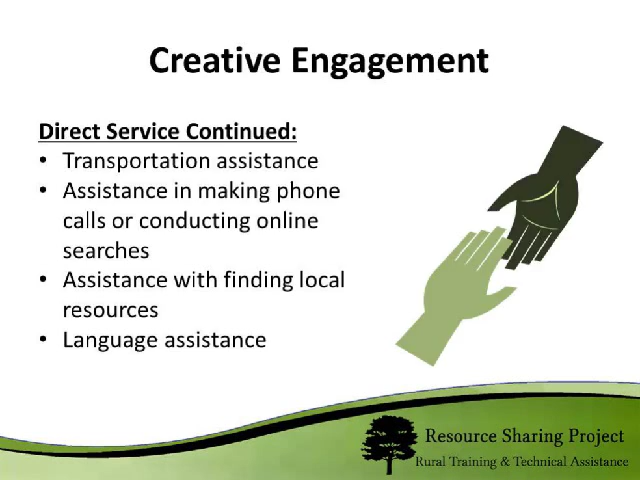 Creative Engagement
Direct Service Continued:
• Transportation assistance
• Assistance in making phone
calls or conducting online
searches
• Assistance with finding local
resources
• Language assistance
Resource Sharing Project
Rural Training & Technical Assistance